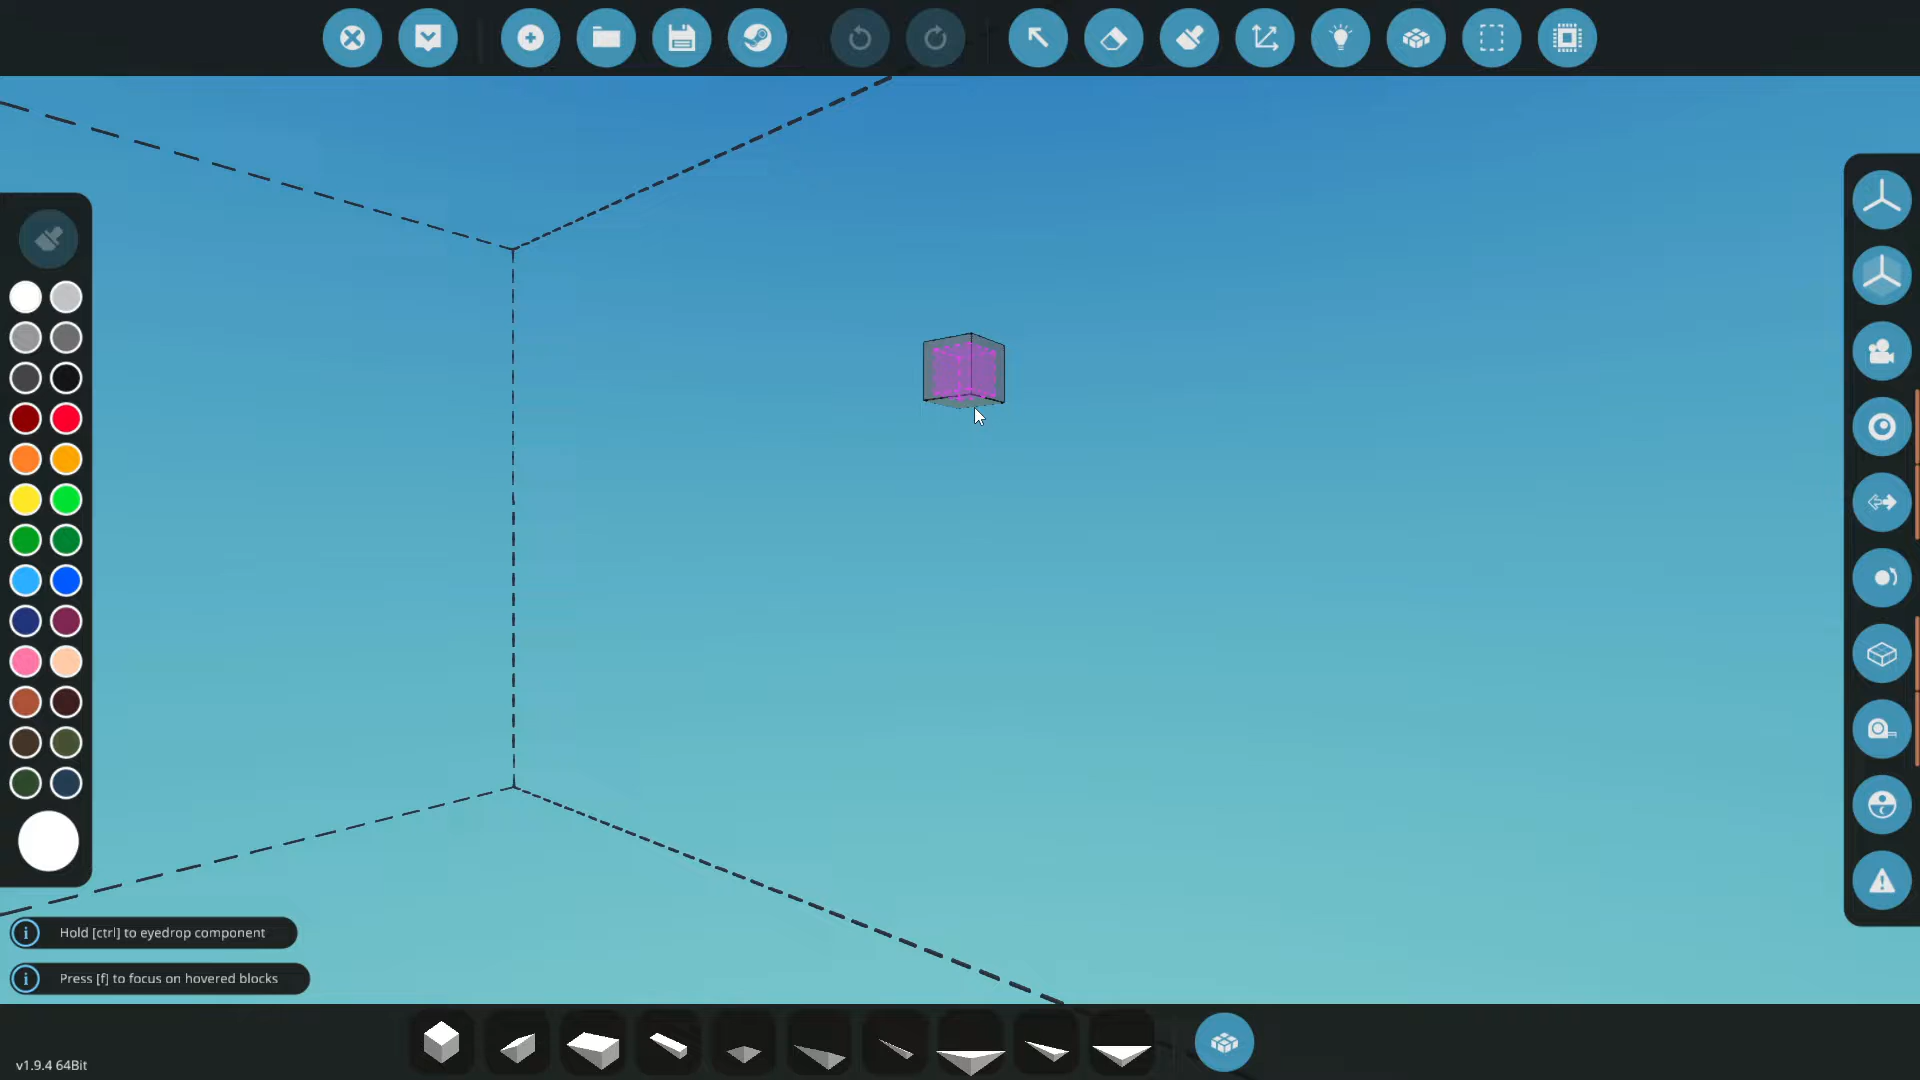 Hold [ctrl] to eyedrop component
Press [f] to focus on hovered blocks
v1.9.4 64Bit